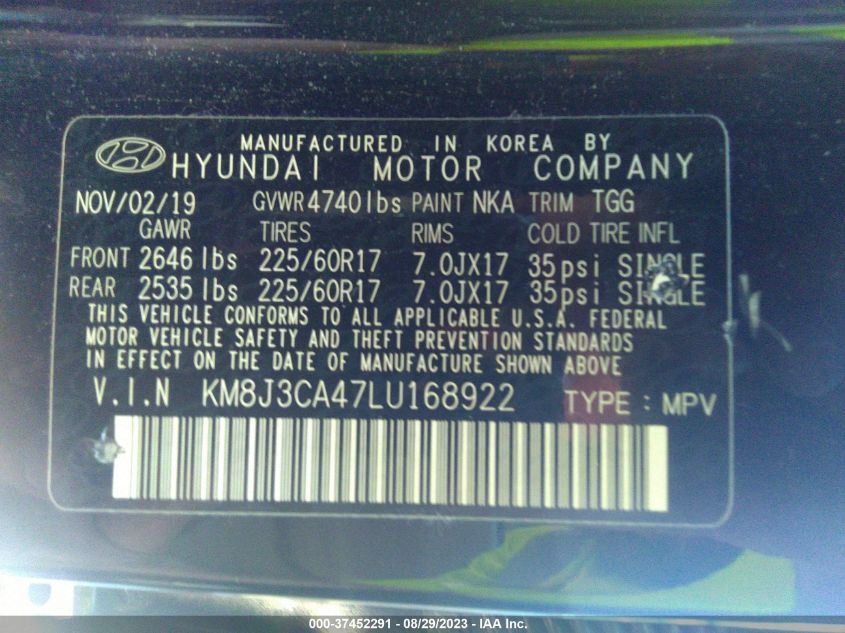 MANUFACTURED IN KOREA BY
HYUNDAI MOTOR COMPANY
NOV/02/19 GVWR 4740 lbs PAINT NKA TRIM TGG
GAWR TIRES RIMS COLD TIRE INFL
FRONT 2646 lbs 225/60R17 7.0JX17 35psi SINGLE
REAR 2535 lbs 225/60R17 7.0JX17 35psi SINGLE
THIS VEHICLE CONFORMS TO ALL APPLICABLE U.S.A. FEDERAL
MOTOR VEHICLE SAFETY AND THEFT PREVENTION STANDARDS
IN EFFECT ON THE DATE OF MANUFACTURE SHOWN ABOVE
V.I.N KM8J3CA47LU168922 TYPE : MPV
000-37452291 - 08/29/2023 - IAA Inc.